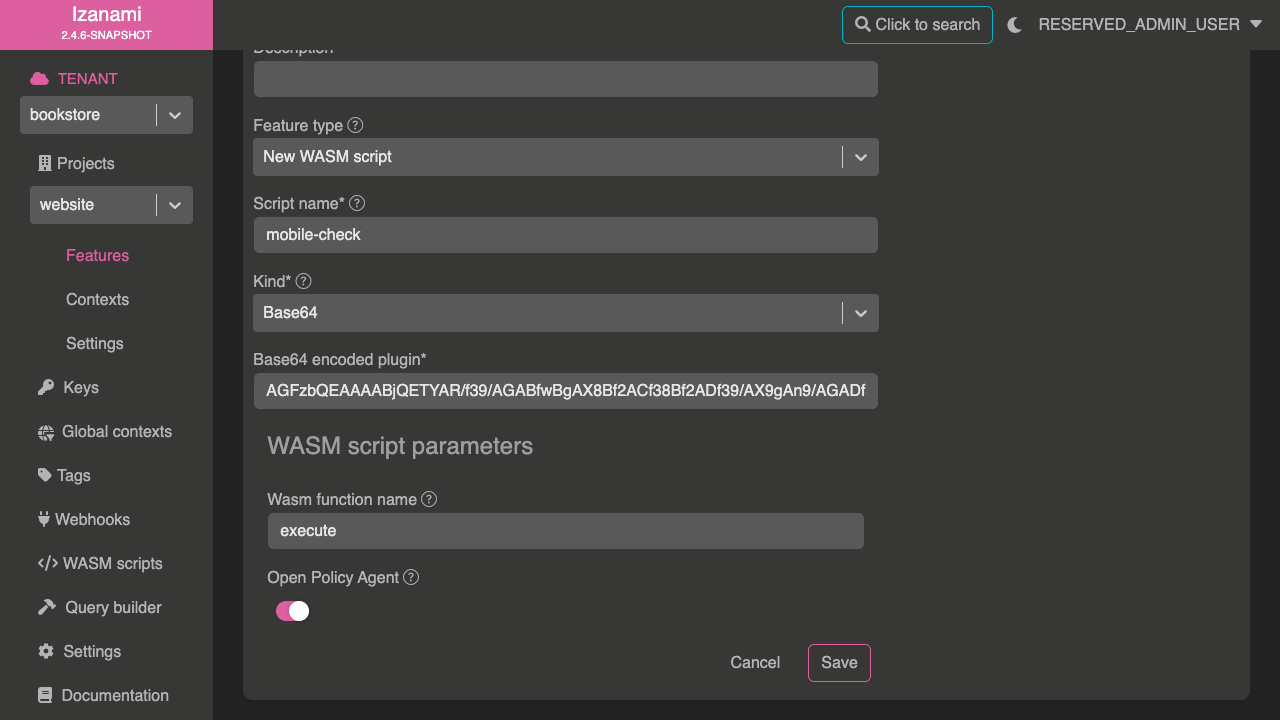 Izanami
2.4.6-SNAPSHOT
Click to search
RESERVED_ADMIN_USER
TENANT
bookstore
Projects
website
Features
Contexts
Settings
Keys
Global contexts
Tags
Webhooks
WASM scripts
Query builder
Settings
Documentation
Description
Feature type
New WASM script
Script name*
mobile-check
Kind*
Base64
Base64 encoded plugin*
AGFzbQEAAAABjQETYAR/f39/AGABfwBgAX8Bf2ACf38Bf2ADf39/AX9gAn9/AGADf
WASM script parameters
Wasm function name
execute
Open Policy Agent
Cancel
Save